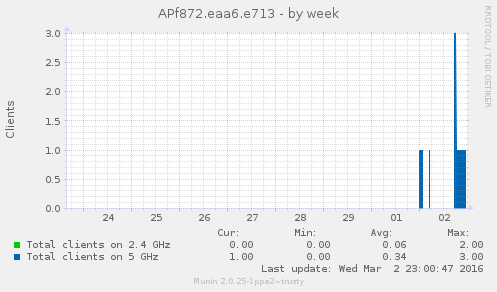 APf872.eaa6.e713 - by week
RRDTOOL / TOBI OETIKER
Clients
3.0
2.5
2.0
1.5
1.0
0.5
0.0
24 25 26 27 28 29 01 02
Cur: Min: Avg: Max:
Total clients on 2.4 GHz 0.00 0.00 0.06 2.00
Total clients on 5 GHz 1.00 0.00 0.34 3.00
Last update: Wed Mar 2 23:00:47 2016
Munin 2.0.25-1ppa2~trusty